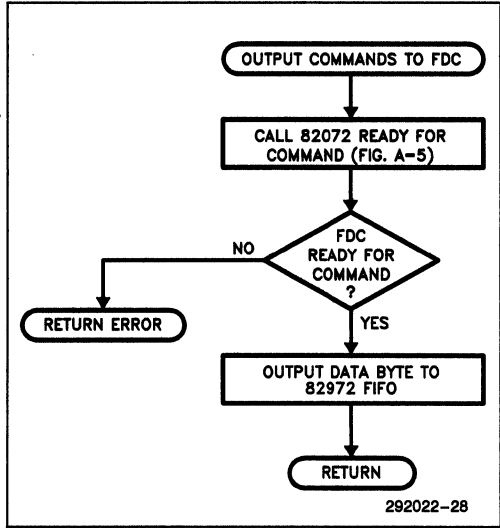 OUTPUT COMMANDS TO FDC
CALL 82072 READY FOR
COMMAND (FIG. A-5)
FDC
READY FOR
COMMAND
?
NO
RETURN ERROR
YES
OUTPUT DATA BYTE TO
82972 FIFO
RETURN
292022-28